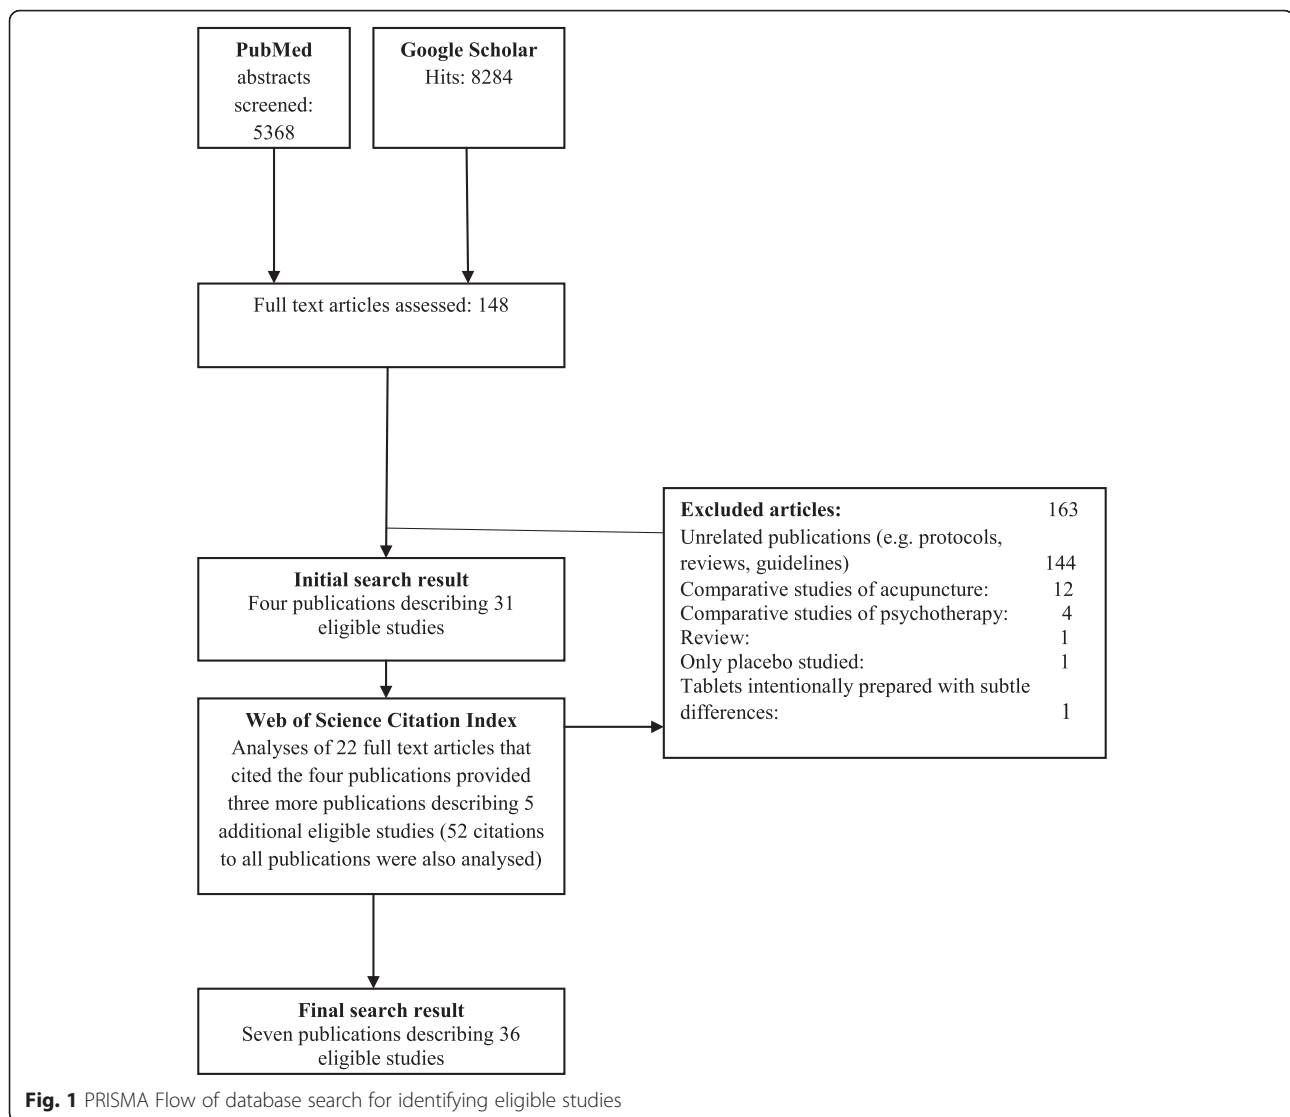 PubMed
abstracts
screened:
5368
Google Scholar
Hits: 8284
Full text articles assessed: 148
Excluded articles: 163
Unrelated publications (e.g. protocols,
reviews, guidelines) 144
Comparative studies of acupuncture: 12
Comparative studies of psychotherapy: 4
Review: 1
Only placebo studied: 1
Tablets intentionally prepared with subtle
differences: 1
Initial search result
Four publications describing 31
eligible studies
Web of Science Citation Index
Analyses of 22 full text articles that
cited the four publications provided
three more publications describing 5
additional eligible studies (52 citations
to all publications were also analysed)
Final search result
Seven publications describing 36
eligible studies
Fig. 1 PRISMA Flow of database search for identifying eligible studies